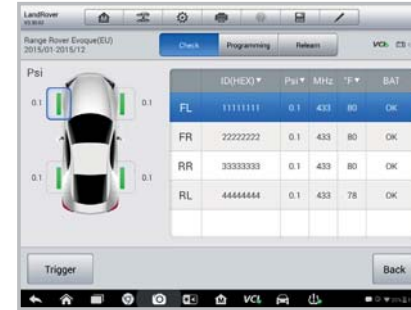 LandRover
Range Rover Evoque(EU)
2015/01-2015/12
Check
Programming
Relearn
VCI
Psi
0.1
0.1
0.1
0.1
ID(HEX)▼ Psi▼ MHz °F▼ BAT
FL 11111111 0.1 433 80 OK
FR 22222222 0.1 433 80 OK
RR 33333333 0.1 433 80 OK
RL 44444444 0.1 433 78 OK
Trigger
Back
VCI